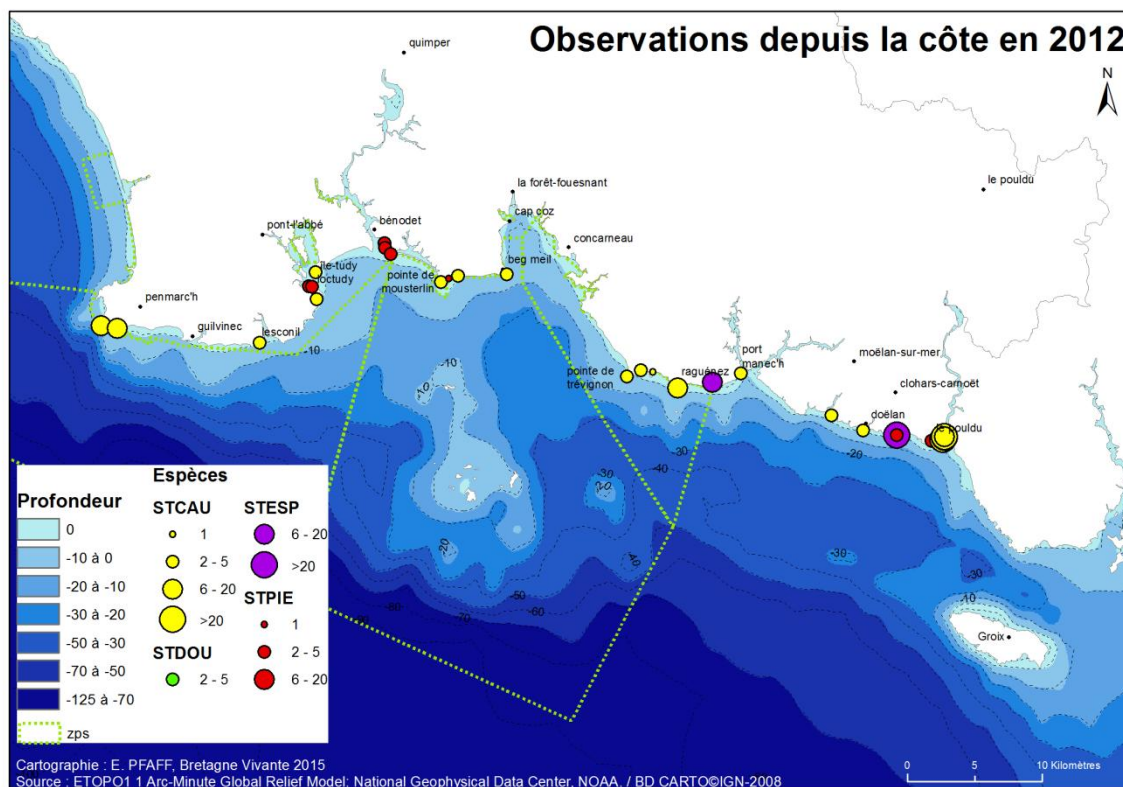 Observations depuis la côte en 2012
N
quimper
la forêt-fouesnant
le pouldu
cap coz
bénodet
pont-l'abbé
concarneau
île-tudy
loctudy
beg meil
pointe de
mousterlin
penmarc'h
guilvinec
lesconil
-10
-10
-10
port
manec'h
moëlan-sur-mer
pointe de
trévignon
raguénez
clohars-carnoët
doëlan
le pouldu
-20
-30
-40
-30
-20
-20
-30
-40
-30
-10
-50
-60
-70
-80
Groix
Espèces
Profondeur
0
-10 à 0
-20 à -10
-30 à -20
-50 à -30
-70 à -50
-125 à -70
zps
STCAU
1
2 - 5
6 - 20
>20
STDOU
2 - 5
STESP
6 - 20
>20
STPIE
1
2 - 5
6 - 20
Cartographie : E. PFAFF, Bretagne Vivante 2015
Source : ETOPO1 1 Arc-Minute Global Relief Model: National Geophysical Data Center, NOAA. / BD CARTO©IGN-2008
0 5 10 Kilomètres